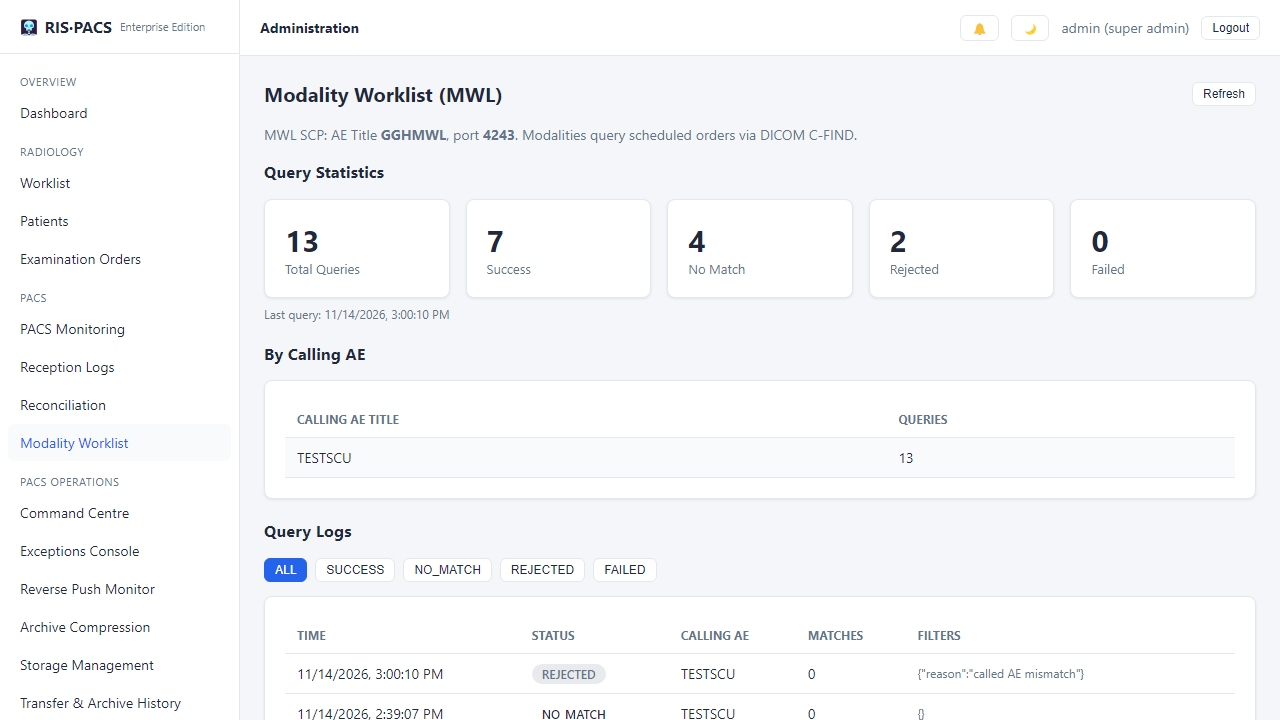 RIS·PACS Enterprise Edition
Administration
admin (super admin)
Logout
OVERVIEW
Dashboard
RADIOLOGY
Worklist
Patients
Examination Orders
PACS
PACS Monitoring
Reception Logs
Reconciliation
Modality Worklist
PACS OPERATIONS
Command Centre
Exceptions Console
Reverse Push Monitor
Archive Compression
Storage Management
Transfer & Archive History
Modality Worklist (MWL)
Refresh
MWL SCP: AE Title GGHMWL, port 4243. Modalities query scheduled orders via DICOM C-FIND.
Query Statistics
13
Total Queries
7
Success
4
No Match
2
Rejected
0
Failed
Last query: 11/14/2026, 3:00:10 PM
By Calling AE
CALLING AE TITLE QUERIES
TESTSCU 13
Query Logs
ALL SUCCESS NO_MATCH REJECTED FAILED
TIME STATUS CALLING AE MATCHES FILTERS
11/14/2026, 3:00:10 PM REJECTED TESTSCU 0 {"reason":"called AE mismatch"}
11/14/2026, 2:39:07 PM NO_MATCH TESTSCU 0 {}